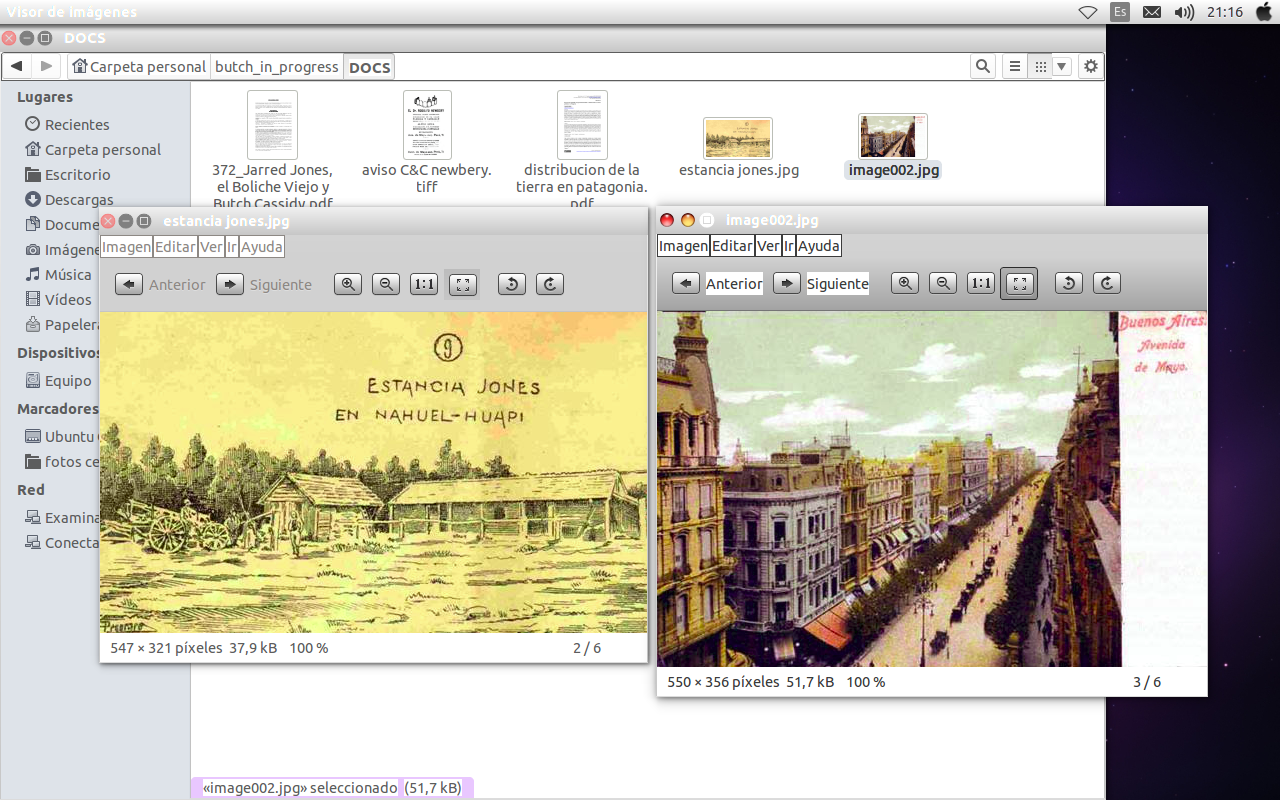 Visor de imágenes
Es
21:16
DOCS
Carpeta personal
butch_in_progress
DOCS
Lugares
Recientes
Carpeta personal
Escritorio
Descargas
Docume
Imágene
Música
Vídeos
Papelera
Dispositivos
Equipo
Marcadores
Ubuntu
fotos ce
Red
Examina
Conecta
372_Jarred Jones,
el Boliche Viejo y
Butch Cassidy.pdf
aviso C&C newbery.
tiff
distribucion de la
tierra en patagonia.
pdf
estancia jones.jpg
image002.jpg
estancia jones.jpg
Imagen Editar Ver Ir Ayuda
Anterior Siguiente 1:1
9
ESTANCIA JONES
EN NAHUEL-HUAPI
547 × 321 píxeles 37,9 kB 100 % 2 / 6
image002.jpg
Imagen Editar Ver Ir Ayuda
Anterior Siguiente 1:1
Buenos Aires.
Avenida
de Mayo.
550 × 356 píxeles 51,7 kB 100 % 3 / 6
«image002.jpg» seleccionado (51,7 kB)